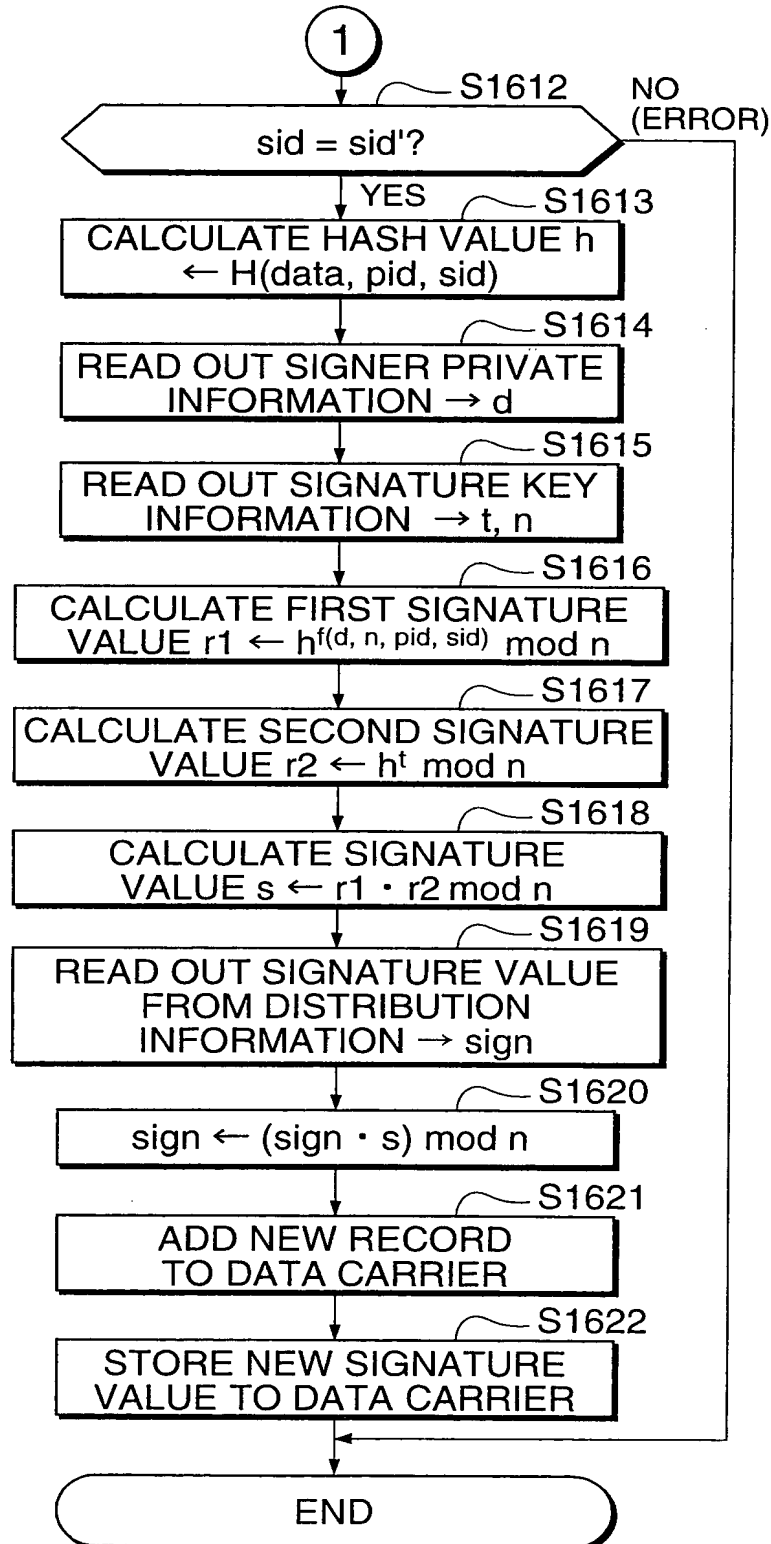 1
S1612
NO
(ERROR)
sid = sid'?
YES
S1613
CALCULATE HASH VALUE h
← H(data, pid, sid)
S1614
READ OUT SIGNER PRIVATE
INFORMATION → d
S1615
READ OUT SIGNATURE KEY
INFORMATION → t, n
S1616
CALCULATE FIRST SIGNATURE
VALUE r1 ← h^f(d, n, pid, sid) mod n
S1617
CALCULATE SECOND SIGNATURE
VALUE r2 ← h^t mod n
S1618
CALCULATE SIGNATURE
VALUE s ← r1 · r2 mod n
S1619
READ OUT SIGNATURE VALUE
FROM DISTRIBUTION
INFORMATION → sign
S1620
sign ← (sign · s) mod n
S1621
ADD NEW RECORD
TO DATA CARRIER
S1622
STORE NEW SIGNATURE
VALUE TO DATA CARRIER
END